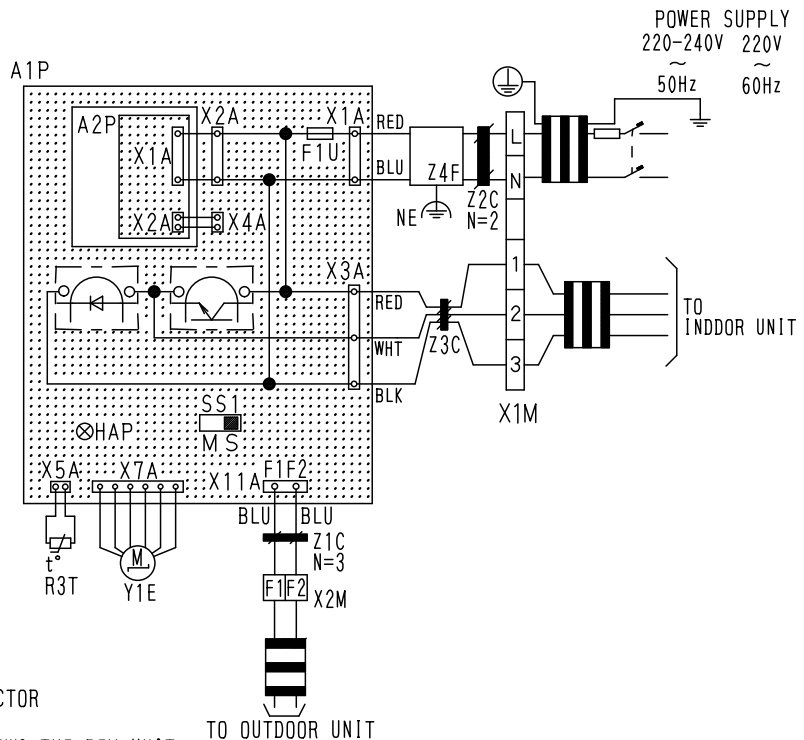 POWER SUPPLY
220-240V 220V
~ ~
50Hz 60Hz
A1P
A2P
X2A
X1A
RED
L
X1A
F1U
BLU
Z4F
N
Z2C
N=2
NE
X2A
X4A
X3A
1
RED
TO
INDDOR UNIT
2
WHT
Z3C
3
BLK
X1M
SS1
M S
HAP
X5A
X7A
X11A
F1F2
BLU
BLU
Z1C
N=3
t°
R3T
M
Y1E
F1
F2
X2M
CTOR
TO OUTDOOR UNIT